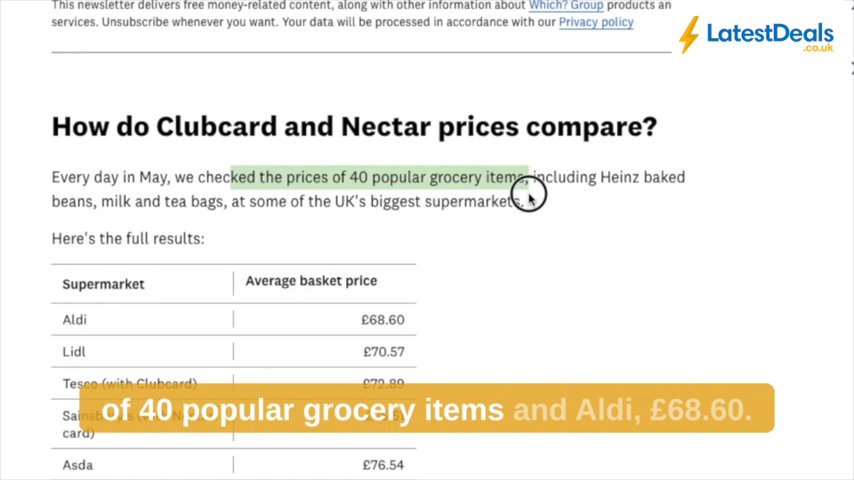 This newsletter delivers free money-related content, along with other information about Which? Group products an
services. Unsubscribe whenever you want. Your data will be processed in accordance with our Privacy policy
LatestDeals
.co.uk
How do Clubcard and Nectar prices compare?
Every day in May, we checked the prices of 40 popular grocery items, including Heinz baked
beans, milk and tea bags, at some of the UK's biggest supermarkets.
Here's the full results:
Supermarket Average basket price
Aldi £68.60
Lidl £70.57
Tesco (with Clubcard) £72.89
of 40 popular grocery items and Aldi, £68.60.
card)
Asda £76.54